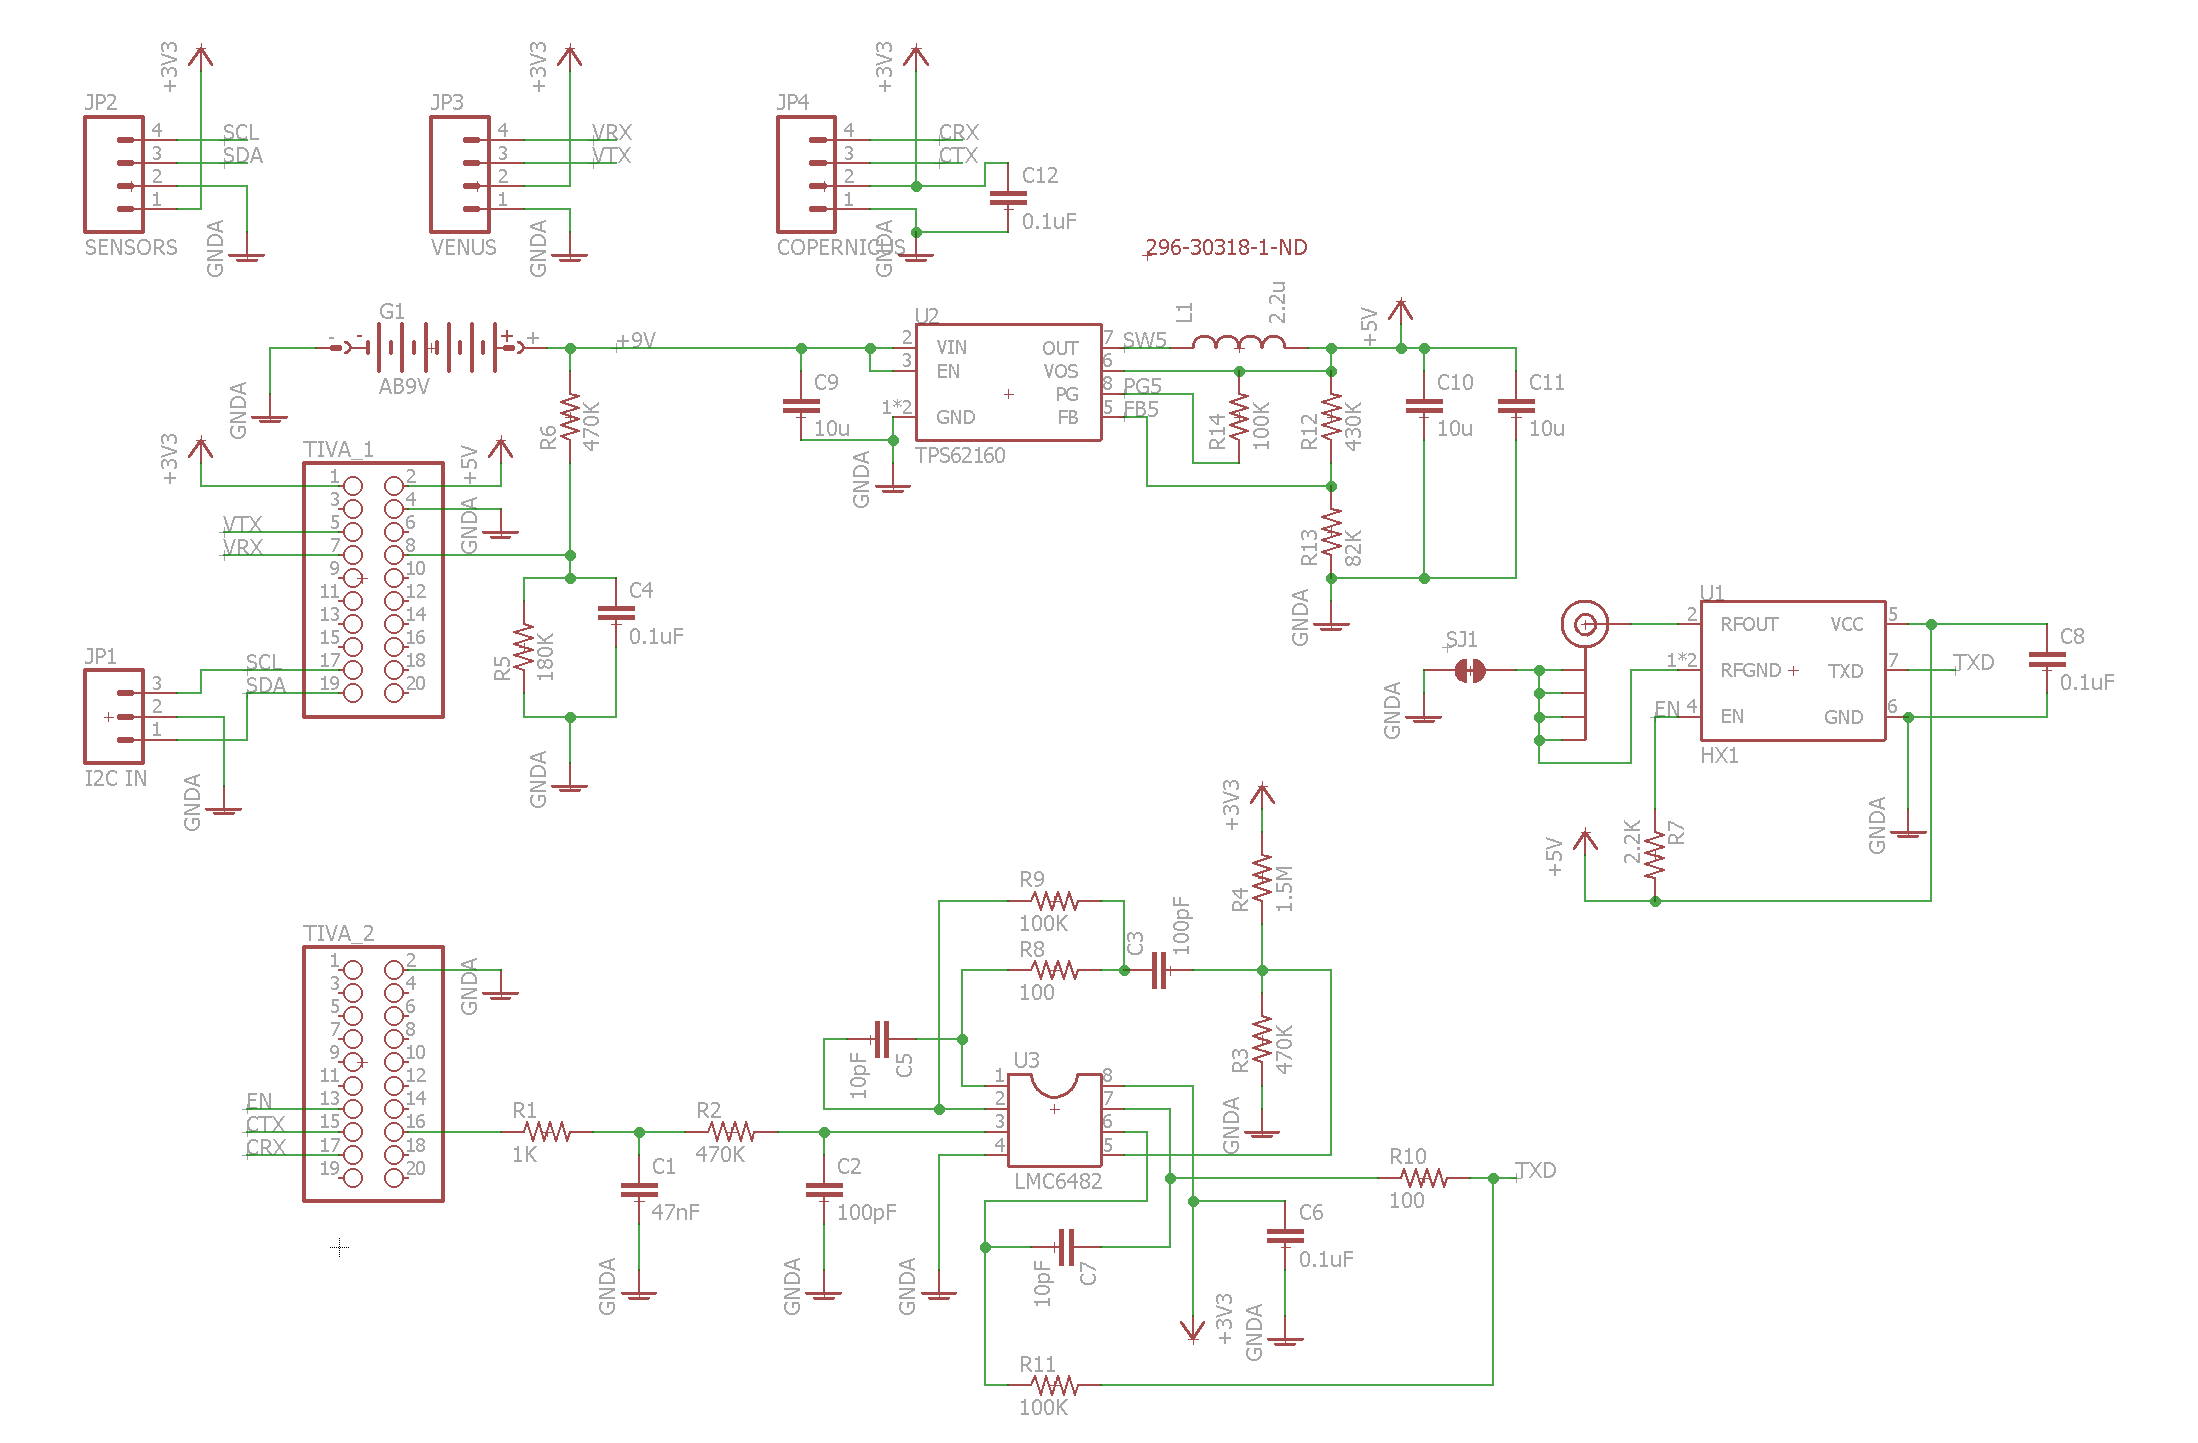 +3V3
JP2
4
3
2
1
SCL
SDA
SENSORS
GNDA
+3V3
JP3
4
3
2
1
VRX
VTX
VENUS
GNDA
+3V3
JP4
4
3
2
1
CRX
CTX
C12
0.1uF
COPERNICUS
GNDA
296-30318-1-ND
G1
- -
+ +
AB9V
GNDA
+9V
R6
470K
C9
10u
U2
2 VIN
3 EN
1*2 GND
OUT 7
VOS 6
PG 8
FB 5
TPS62160
GNDA
SW5
PG5
FB5
L1
2.2u
R14
100K
R12
430K
R13
82K
+5V
C10
10u
C11
10u
GNDA
+3V3
TIVA_1
+5V
GNDA
1 2
3 4
5 6
7 8
9 10
11 12
13 14
15 16
17 18
19 20
VTX
VRX
SCL
SDA
JP1
3
2
1
I2C IN
GNDA
R5
180K
C4
0.1uF
GNDA
SJ1
GNDA
U1
2 RFOUT
1*2 RFGND
4 EN
VCC 5
TXD 7
GND 6
HX1
EN
TXD
C8
0.1uF
GNDA
+5V
2.2K
R7
TIVA_2
1 2
3 4
5 6
7 8
9 10
11 12
13 14
15 16
17 18
19 20
GNDA
EN
CTX
CRX
R1
1K
C1
47nF
GNDA
R2
470K
C2
100pF
GNDA
GNDA
R9
100K
R8
100
C3
100pF
C5
10pF
+3V3
R4
1.5M
R3
470K
GNDA
U3
1
2
3
4
8
7
6
5
LMC6482
R10
100
TXD
C6
0.1uF
C7
10pF
+3V3
GNDA
R11
100K